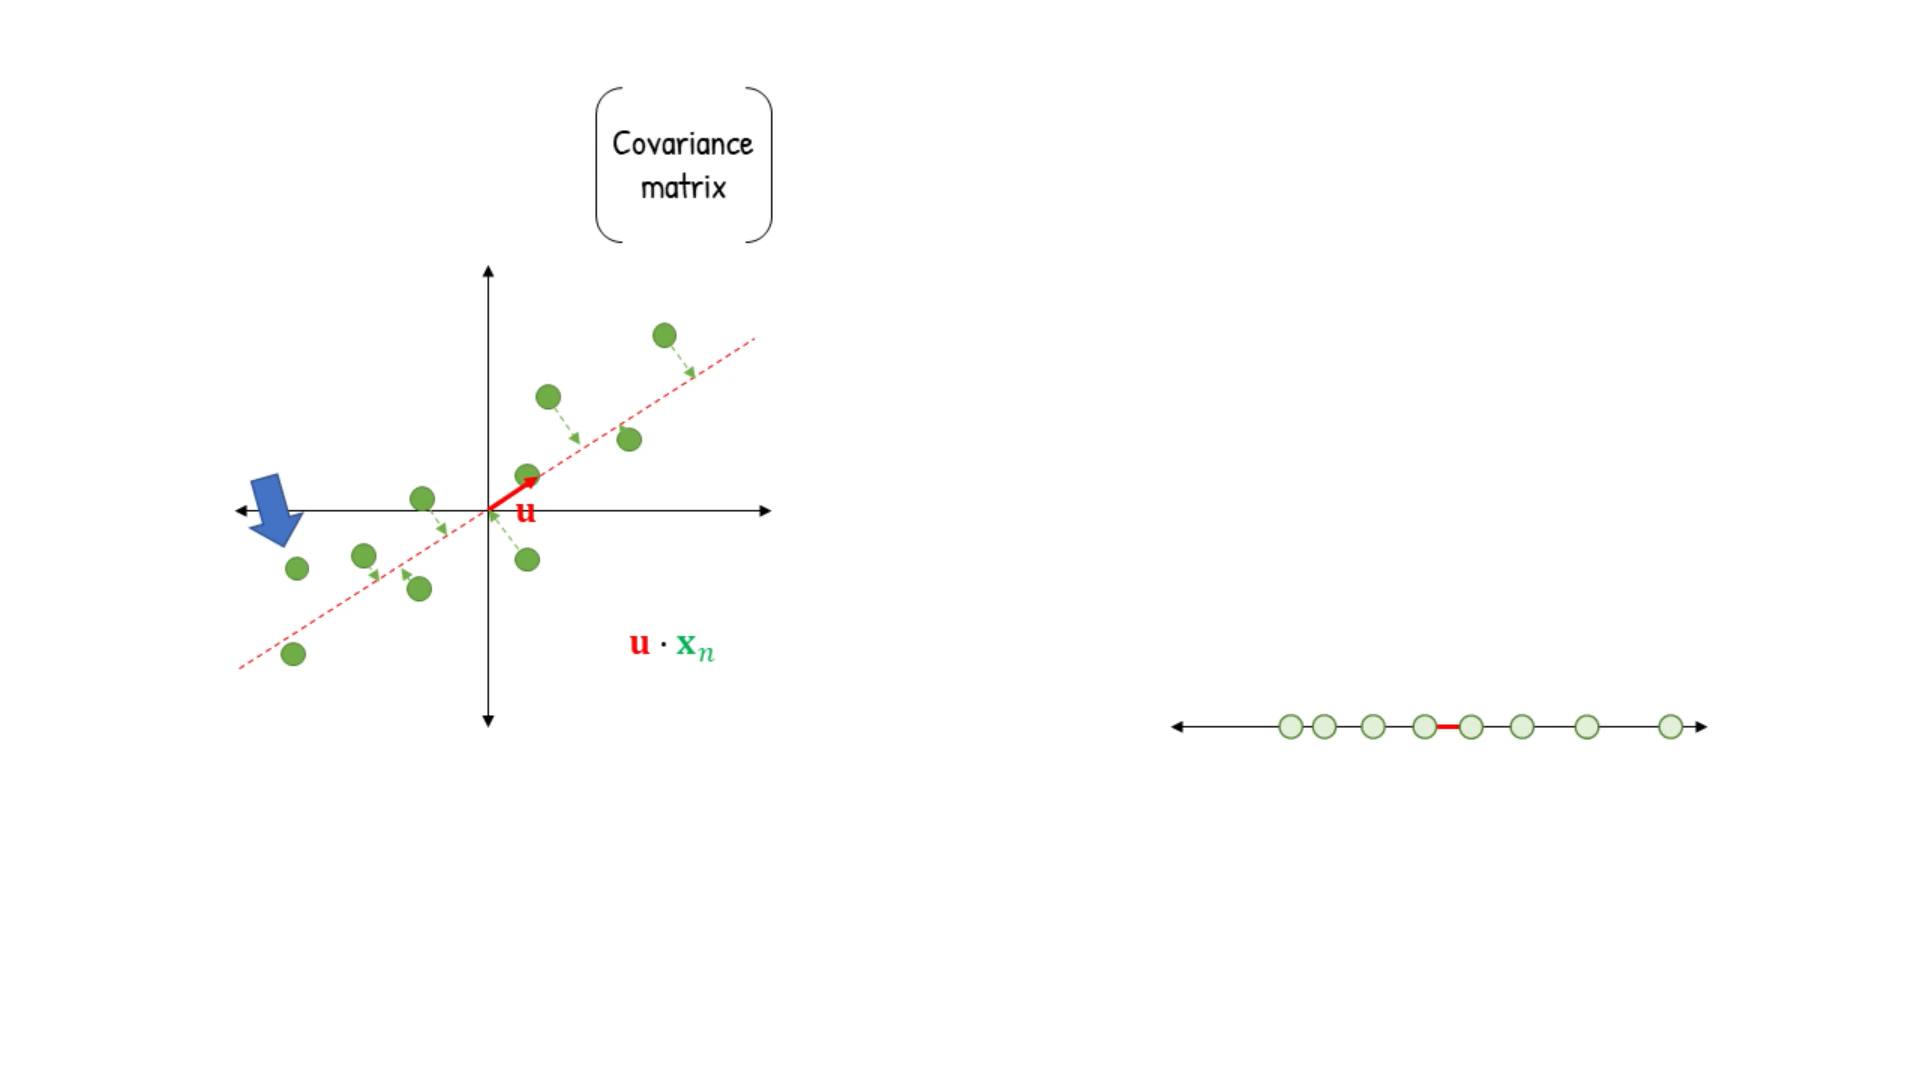 Covariance
matrix
u
u · xₙ